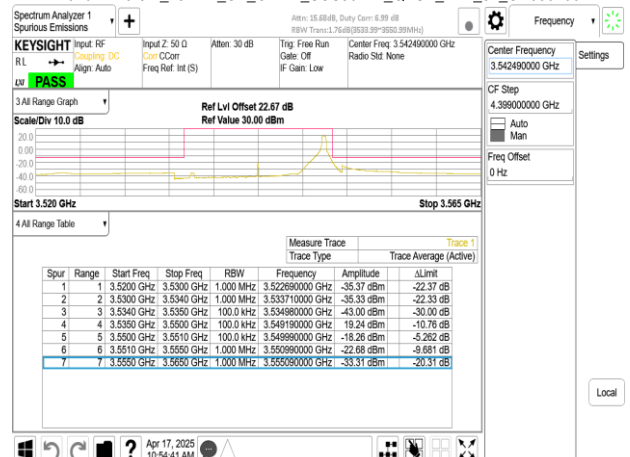 Spectrum Analyzer 1
Spurious Emissions
Attn: 15.68dB, Duty Corr: 6.99 dB
RBW Trans:1.76dB(3533.99~3550.99MHz)
Frequency
KEYSIGHT
Input: RF
Coupling: DC
Align: Auto
Input Z: 50 Ω
Corr CCorr
Freq Ref: Int (S)
Atten: 30 dB
Trig: Free Run
Gate: Off
IF Gain: Low
Center Freq: 3.542490000 GHz
Radio Std: None
RL
LXI
PASS
Center Frequency
3.542490000 GHz
Settings
CF Step
4.399000000 GHz
Auto
Man
Freq Offset
0 Hz
3 All Range Graph
Scale/Div 10.0 dB
Ref Lvl Offset 22.67 dB
Ref Value 30.00 dBm
20.0
0.00
-20.0
-40.0
-60.0
Start 3.520 GHz
Stop 3.565 GHz
4 All Range Table
Measure Trace Trace 1
Trace Type Trace Average (Active)
Spur Range Start Freq Stop Freq RBW Frequency Amplitude ΔLimit
1 1 3.5200 GHz 3.5300 GHz 1.000 MHz 3.522690000 GHz -35.37 dBm -22.37 dB
2 2 3.5300 GHz 3.5340 GHz 1.000 MHz 3.533710000 GHz -35.33 dBm -22.33 dB
3 3 3.5340 GHz 3.5350 GHz 100.0 kHz 3.534980000 GHz -43.00 dBm -30.00 dB
4 4 3.5350 GHz 3.5500 GHz 100.0 kHz 3.549190000 GHz 19.24 dBm -10.76 dB
5 5 3.5500 GHz 3.5510 GHz 100.0 kHz 3.549990000 GHz -18.26 dBm -5.262 dB
6 6 3.5510 GHz 3.5550 GHz 1.000 MHz 3.550990000 GHz -22.68 dBm -9.681 dB
7 7 3.5550 GHz 3.5650 GHz 1.000 MHz 3.555090000 GHz -33.31 dBm -20.31 dB
Local
Apr 17, 2025
10:54:41 AM